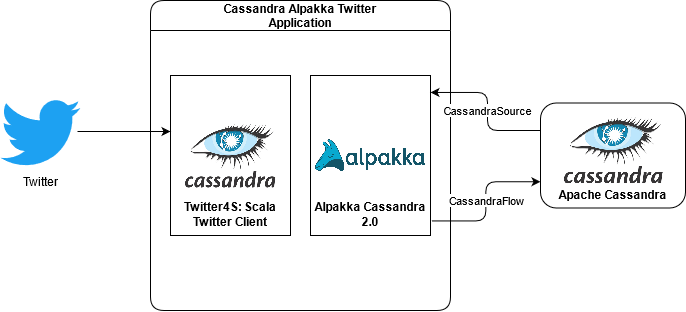 Cassandra Alpakka Twitter
Application
Twitter
cassandra
Twitter4S: Scala
Twitter Client
alpakka
Alpakka Cassandra
2.0
CassandraSource
CassandraFlow
cassandra
Apache Cassandra